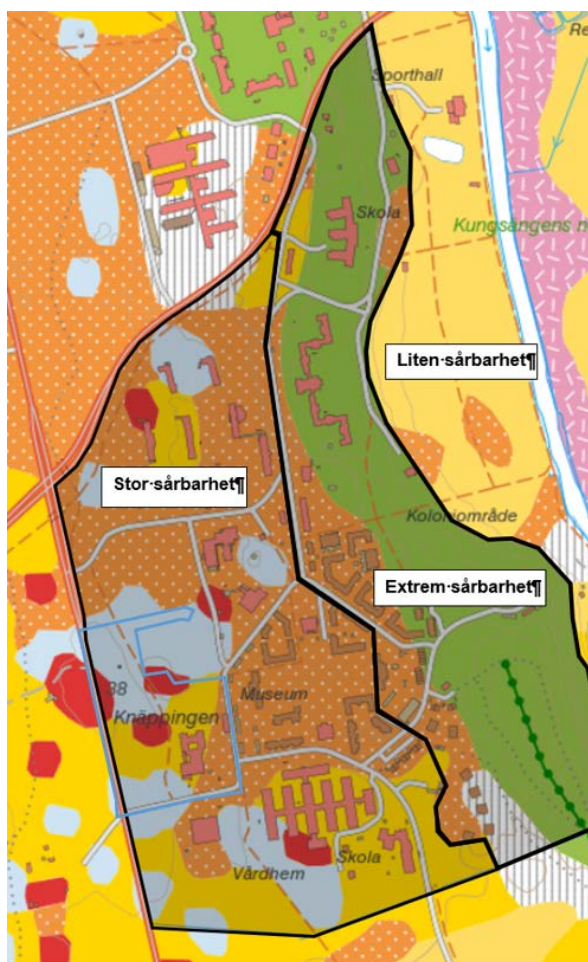 Re
Sporthall
Skola
Kungsängens n
Liten·sårbarhet¶
Stor·sårbarhet¶
Koloniområde
Extrem·sårbarhet¶
38
Museum
Knäppingen
Skola
Vårdhem